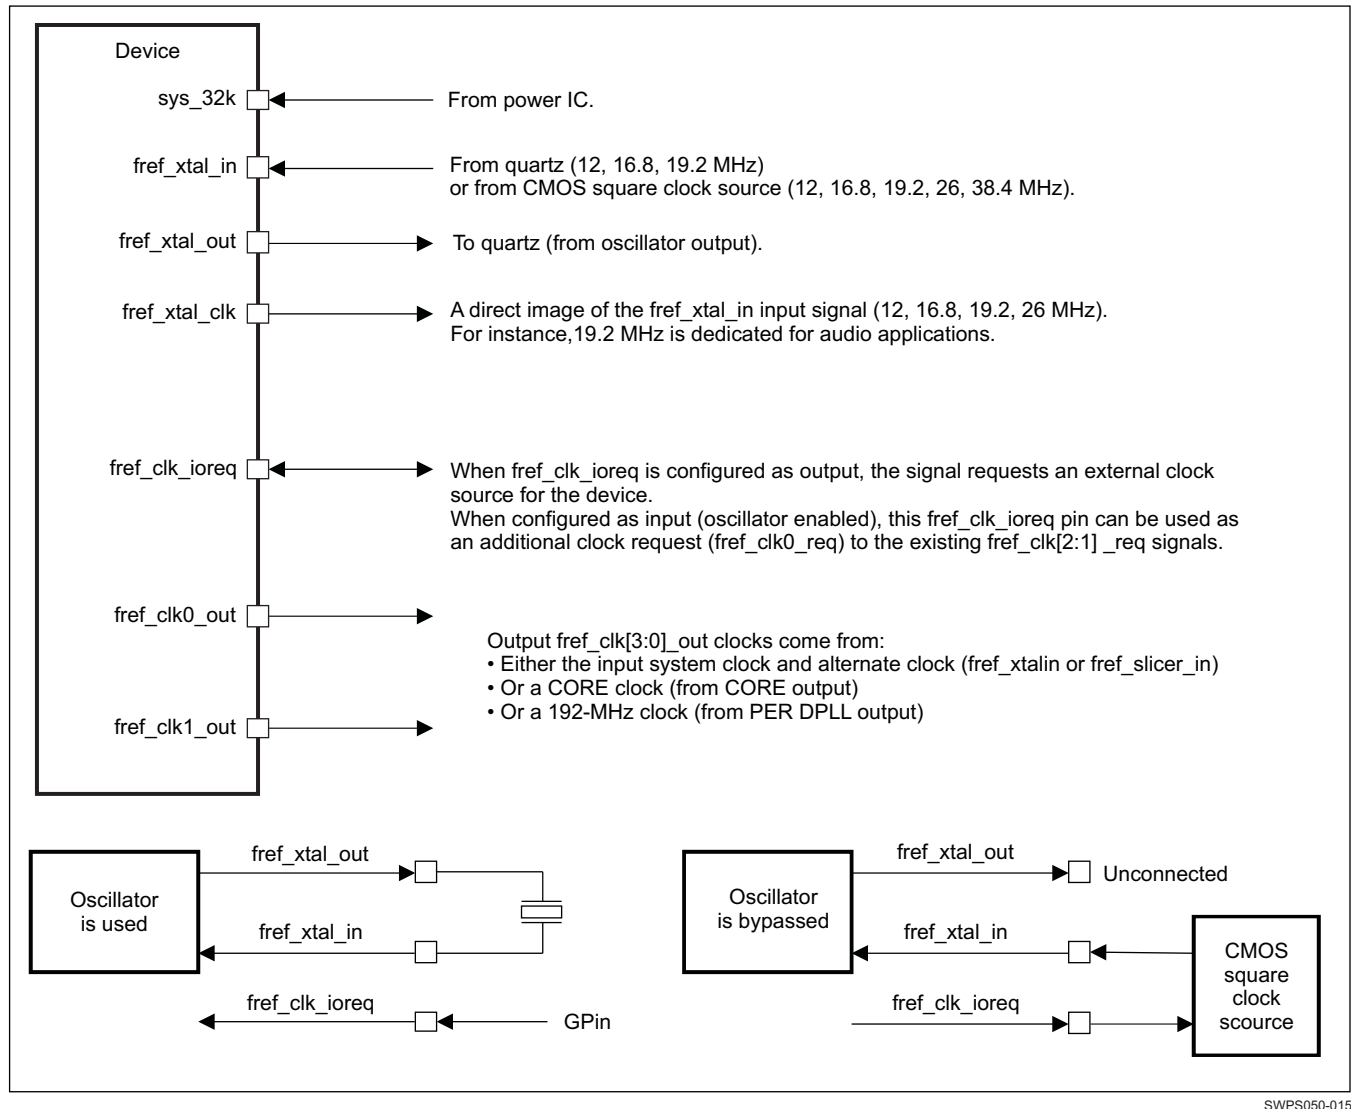 Device
sys_32k
From power IC.
fref_xtal_in
From quartz (12, 16.8, 19.2 MHz)
or from CMOS square clock source (12, 16.8, 19.2, 26, 38.4 MHz).
fref_xtal_out
To quartz (from oscillator output).
fref_xtal_clk
A direct image of the fref_xtal_in input signal (12, 16.8, 19.2, 26 MHz).
For instance,19.2 MHz is dedicated for audio applications.
fref_clk_ioreq
When fref_clk_ioreq is configured as output, the signal requests an external clock
source for the device.
When configured as input (oscillator enabled), this fref_clk_ioreq pin can be used as
an additional clock request (fref_clk0_req) to the existing fref_clk[2:1] _req signals.
fref_clk0_out
Output fref_clk[3:0]_out clocks come from:
• Either the input system clock and alternate clock (fref_xtalin or fref_slicer_in)
• Or a CORE clock (from CORE output)
• Or a 192-MHz clock (from PER DPLL output)
fref_clk1_out
Oscillator
is used
fref_xtal_out
fref_xtal_in
fref_clk_ioreq
GPin
Oscillator
is bypassed
fref_xtal_out
Unconnected
fref_xtal_in
fref_clk_ioreq
CMOS
square
clock
scource
SWPS050-015